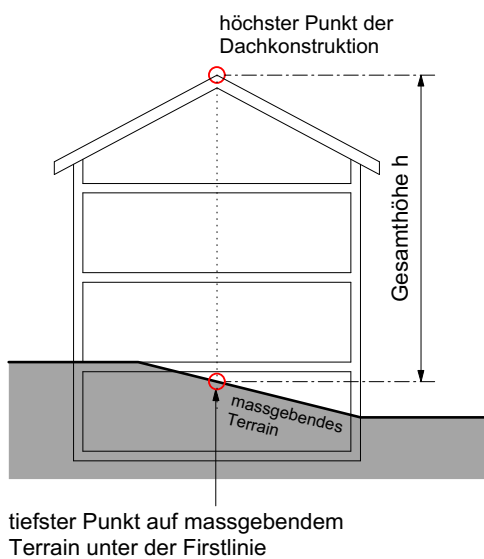 höchster Punkt der
Dachkonstruktion
Gesamthöhe h
massgebendes
Terrain
tiefster Punkt auf massgebendem
Terrain unter der Firstlinie